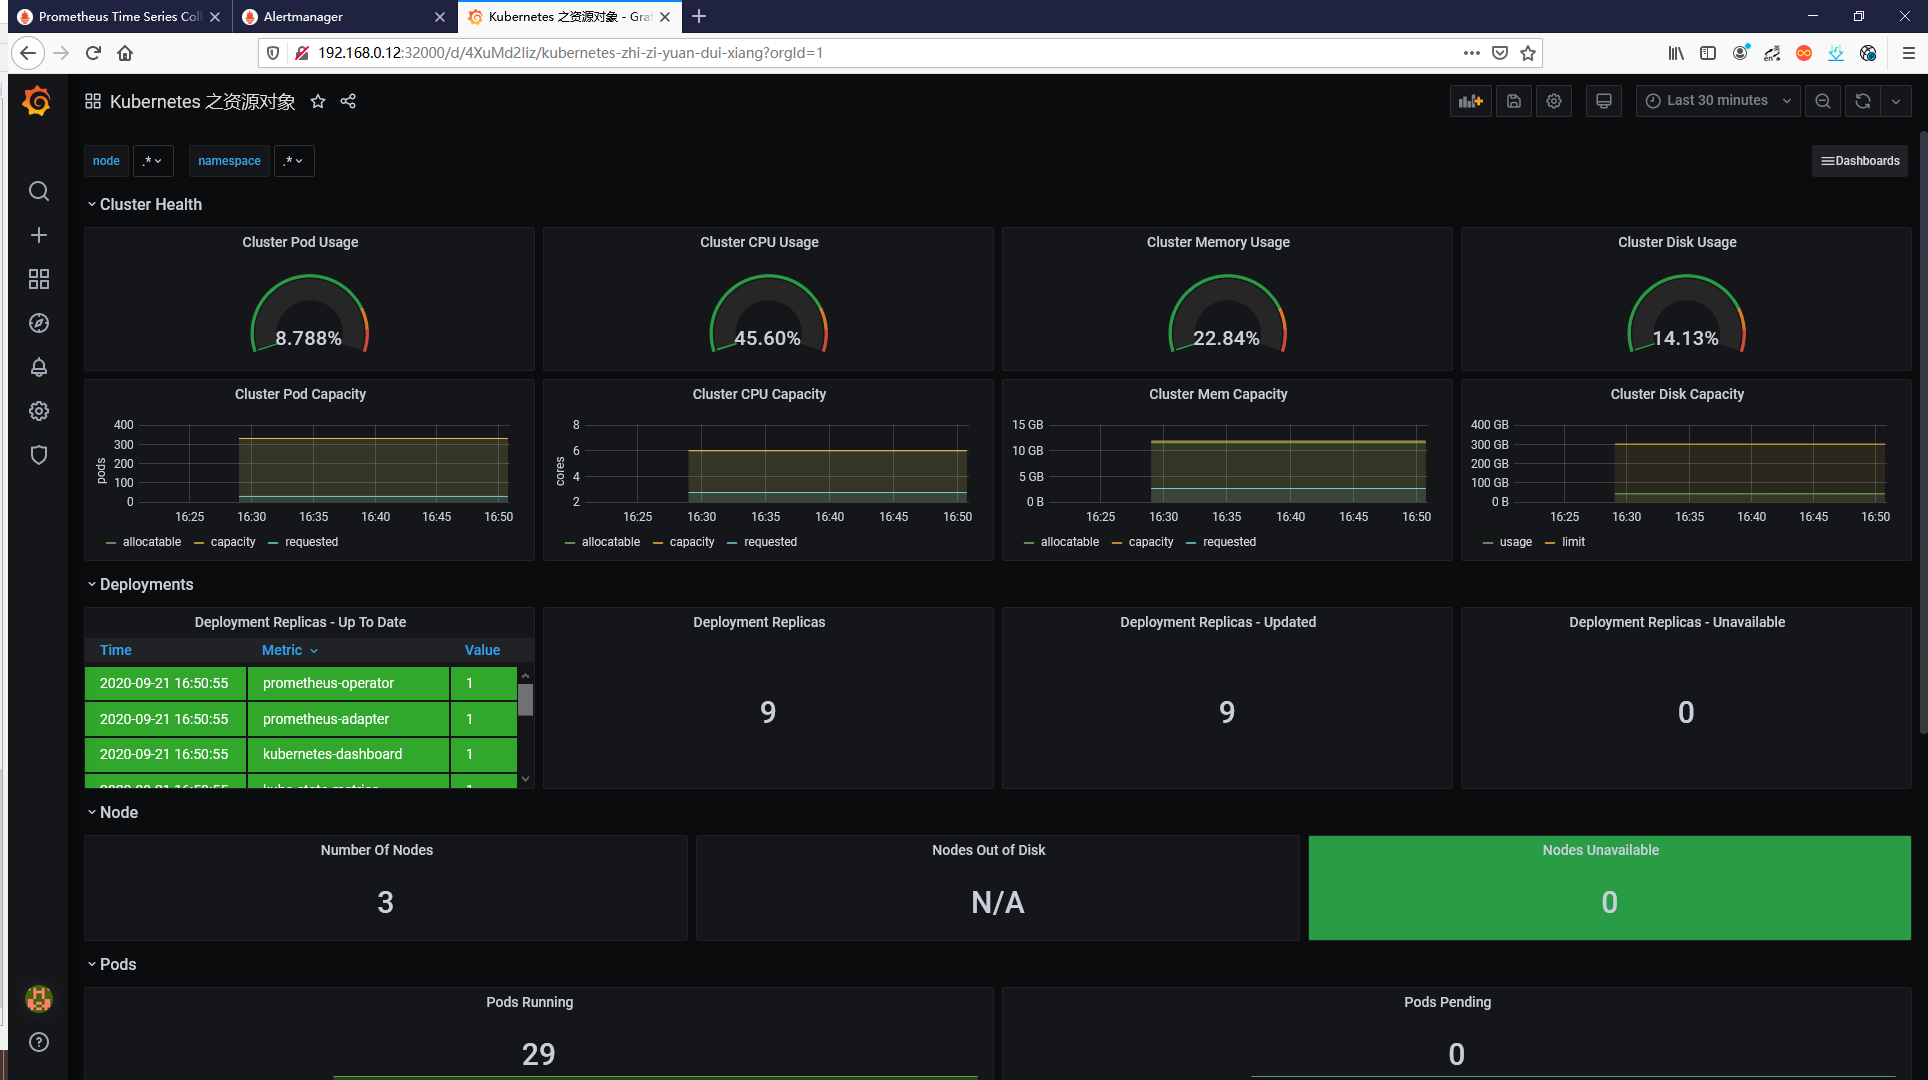 Prometheus Time Series Coll
Alertmanager
Kubernetes 之资源对象 - Graf
192.168.0.12:32000/d/4XuMd2Iiz/kubernetes-zhi-zi-yuan-dui-xiang?orgId=1
Kubernetes 之资源对象
Last 30 minutes
node .* namespace .*
Dashboards
Cluster Health
Cluster Pod Usage
8.788%
Cluster CPU Usage
45.60%
Cluster Memory Usage
22.84%
Cluster Disk Usage
14.13%
Cluster Pod Capacity
pods
400
300
200
100
0
16:25 16:30 16:35 16:40 16:45 16:50
allocatable capacity requested
Cluster CPU Capacity
cores
8
6
4
2
16:25 16:30 16:35 16:40 16:45 16:50
allocatable capacity requested
Cluster Mem Capacity
15 GB
10 GB
5 GB
0 B
16:25 16:30 16:35 16:40 16:45 16:50
allocatable capacity requested
Cluster Disk Capacity
400 GB
300 GB
200 GB
100 GB
0 B
16:25 16:30 16:35 16:40 16:45 16:50
usage limit
Deployments
Deployment Replicas - Up To Date
Time Metric Value
2020-09-21 16:50:55 prometheus-operator 1
2020-09-21 16:50:55 prometheus-adapter 1
2020-09-21 16:50:55 kubernetes-dashboard 1
2020-09-21 16:50:55 kube-state-metrics 1
Deployment Replicas
9
Deployment Replicas - Updated
9
Deployment Replicas - Unavailable
0
Node
Number Of Nodes
3
Nodes Out of Disk
N/A
Nodes Unavailable
0
Pods
Pods Running
29
Pods Pending
0